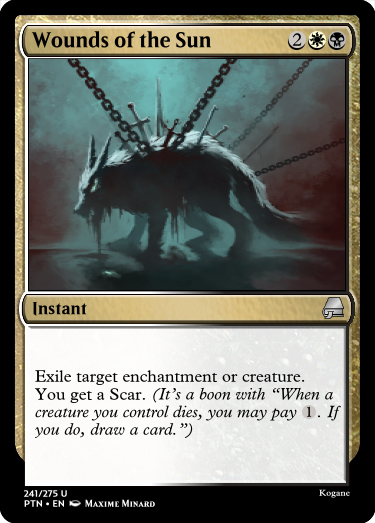 Wounds of the Sun 2
Instant
Exile target enchantment or creature.
You get a Scar. (It's a boon with “When a
creature you control dies, you may pay 1. If
you do, draw a card.”)
241/275 U
PTN • EN Maxime Minard
Kogane